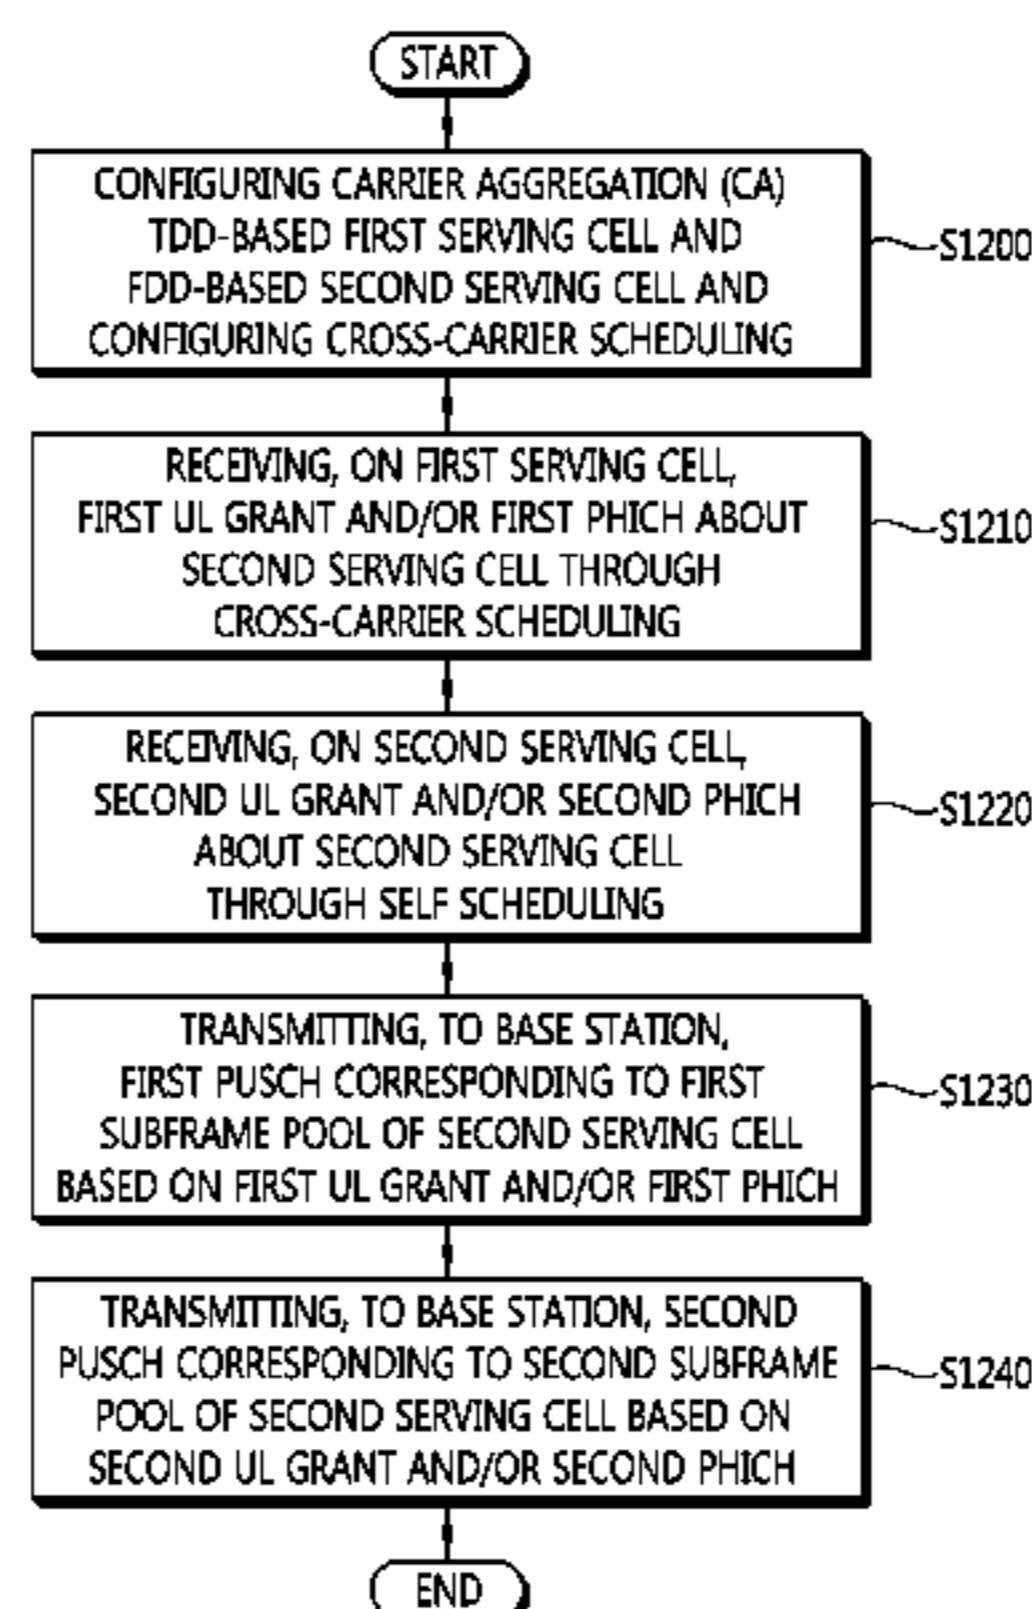 START
CONFIGURING CARRIER AGGREGATION (CA)
TDD-BASED FIRST SERVING CELL AND
FDD-BASED SECOND SERVING CELL AND
CONFIGURING CROSS-CARRIER SCHEDULING
S1200
RECEIVING, ON FIRST SERVING CELL,
FIRST UL GRANT AND/OR FIRST PHICH ABOUT
SECOND SERVING CELL THROUGH
CROSS-CARRIER SCHEDULING
S1210
RECEIVING, ON SECOND SERVING CELL,
SECOND UL GRANT AND/OR SECOND PHICH
ABOUT SECOND SERVING CELL
THROUGH SELF SCHEDULING
S1220
TRANSMITTING, TO BASE STATION,
FIRST PUSCH CORRESPONDING TO FIRST
SUBFRAME POOL OF SECOND SERVING CELL
BASED ON FIRST UL GRANT AND/OR FIRST PHICH
S1230
TRANSMITTING, TO BASE STATION, SECOND
PUSCH CORRESPONDING TO SECOND SUBFRAME
POOL OF SECOND SERVING CELL BASED ON
SECOND UL GRANT AND/OR SECOND PHICH
S1240
END